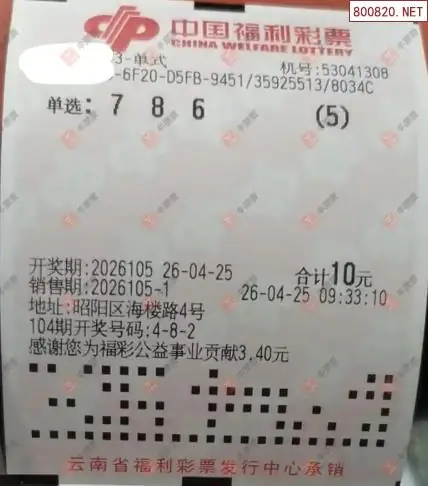 800820.NET
中国福利彩票
CHINA WELFARE LOTTERY
3-单式
机号:53041308
-6F20-D5FB-9451/35925513/8034C
单选: 7 8 6 (5)
开奖期:2026105 26-04-25 合计10元
销售期:2026105-1 26-04-25 09:33:10
地址:昭阳区海楼路4号
104期开奖号码:4-8-2
感谢您为福彩公益事业贡献3.40元
云南省福利彩票发行中心承销